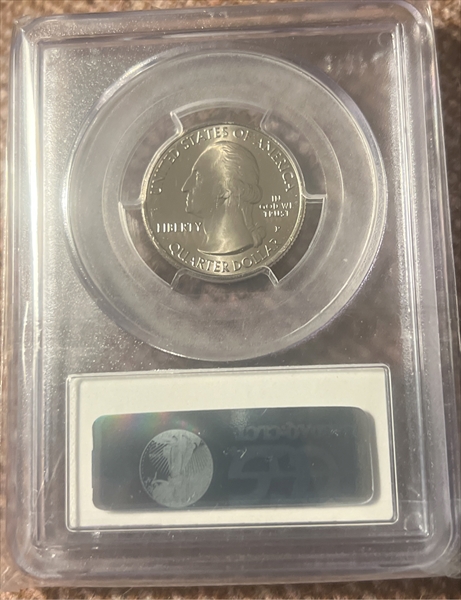 UNITED STATES OF AMERICA
LIBERTY
IN
GOD WE
TRUST
P
QUARTER DOLLAR